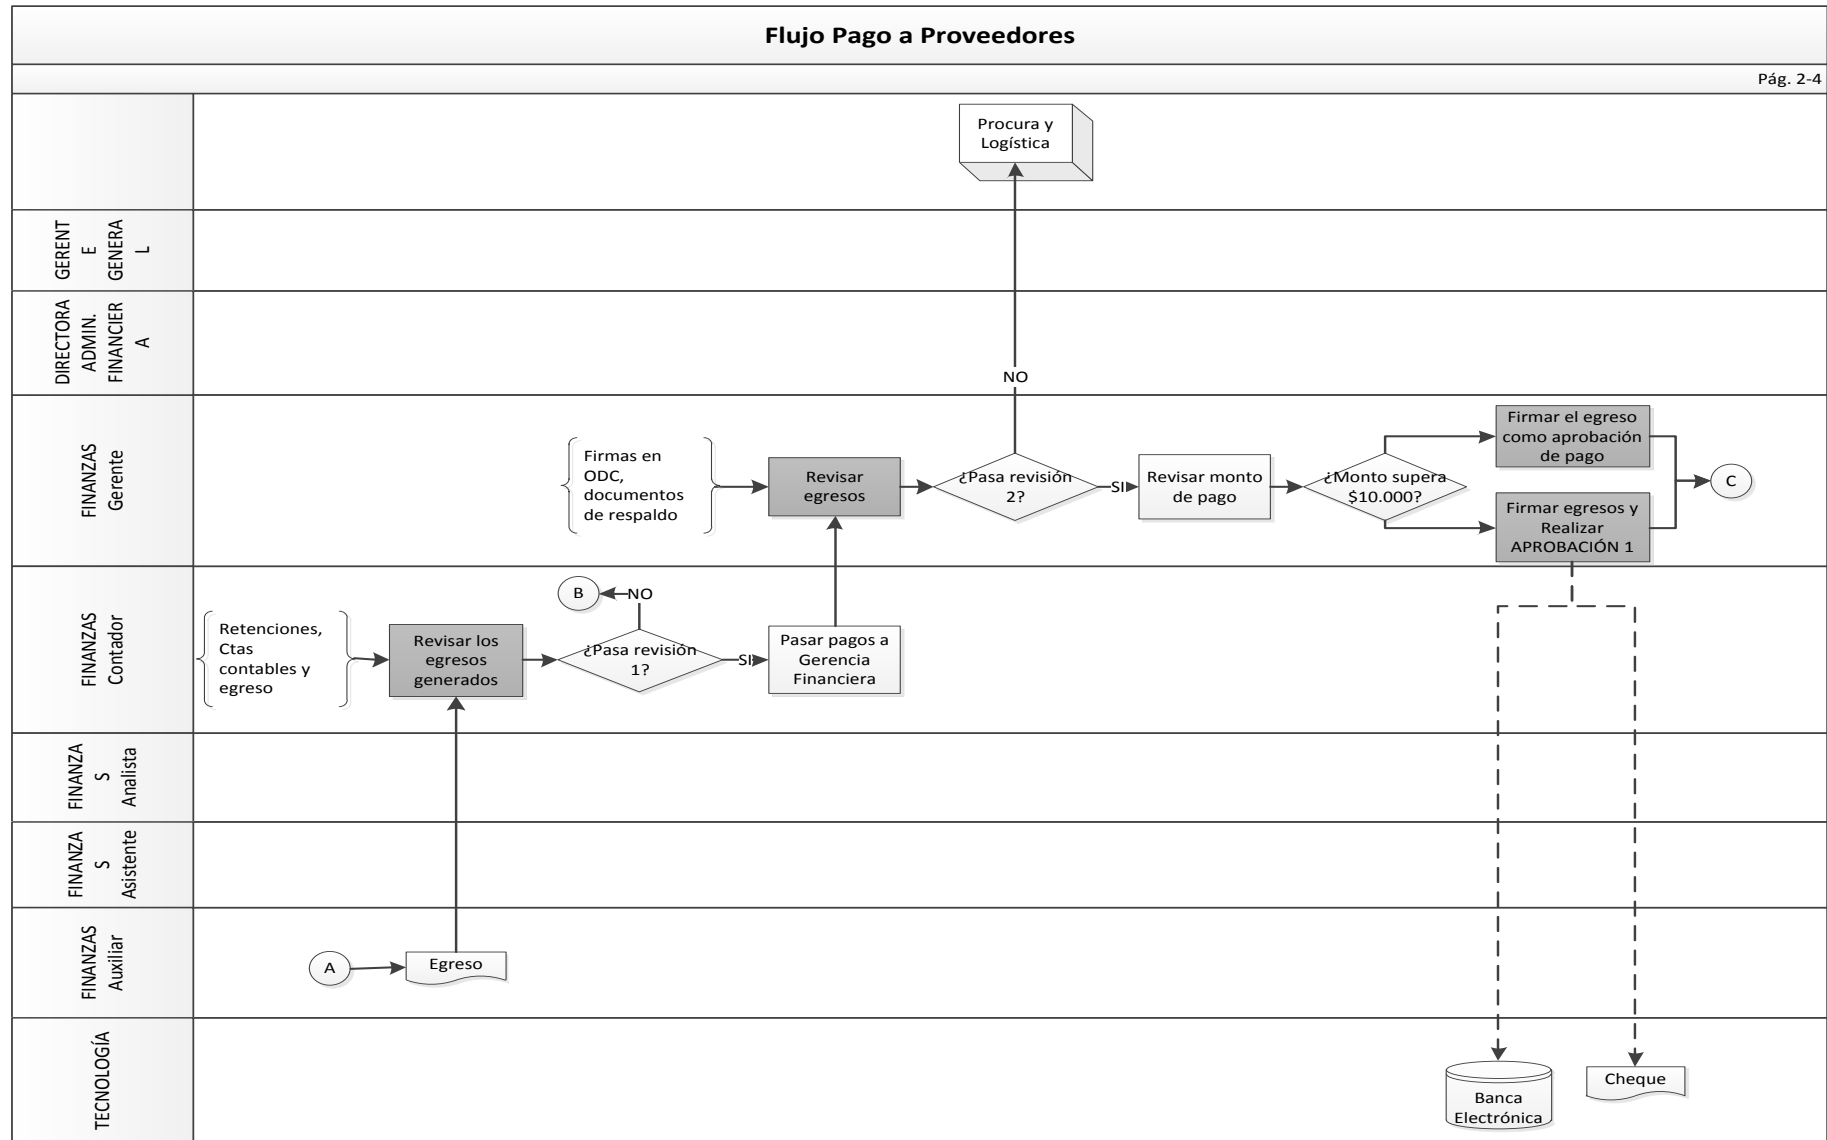 Flujo Pago a Proveedores
Pág. 2-4
Procura y
Logística
GERENT
E
GENERA
L
DIRECTORA
ADMIN.
FINANCIER
A
NO
FINANZAS
Gerente
Firmas en
ODC,
documentos
de respaldo
Revisar
egresos
¿Pasa revisión
2?
SI
Revisar monto
de pago
¿Monto supera
$10.000?
Firmar el egreso
como aprobación
de pago
Firmar egresos y
Realizar
APROBACIÓN 1
C
FINANZAS
Contador
Retenciones,
Ctas
contables y
egreso
Revisar los
egresos
generados
B
NO
¿Pasa revisión
1?
SI
Pasar pagos a
Gerencia
Financiera
FINANZA
S
Analista
FINANZA
S
Asistente
FINANZAS
Auxiliar
A
Egreso
TECNOLOGÍA
Banca
Electrónica
Cheque